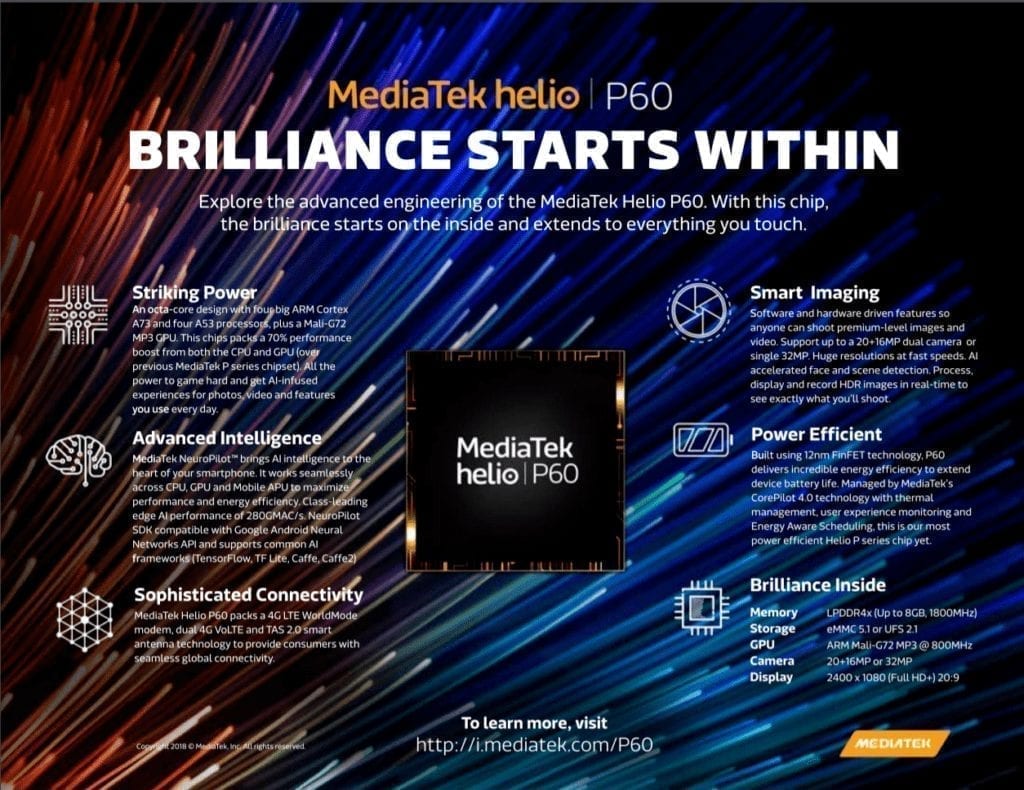 MediaTek helio | P60
BRILLIANCE STARTS WITHIN
Explore the advanced engineering of the MediaTek Helio P60. With this chip,
the brilliance starts on the inside and extends to everything you touch.
Striking Power
An octa-core design with four big ARM Cortex
A73 and four A53 processors, plus a Mali-G72
MP3 GPU. This chips packs a 70% performance
boost from both the CPU and GPU (over
previous MediaTek P series chipset). All the
power to game hard and get AI-infused
experiences for photos, video and features
you use every day.
Advanced Intelligence
MediaTek NeuroPilot™ brings AI intelligence to the
heart of your smartphone. It works seamlessly
across CPU, GPU and Mobile APU to maximize
performance and energy efficiency. Class-leading
edge AI performance of 280GMAC/s. NeuroPilot
SDK compatible with Google Android Neural
Networks API and supports common AI
frameworks (TensorFlow, TF Lite, Caffe, Caffe2)
Sophisticated Connectivity
MediaTek Helio P60 packs a 4G LTE WorldMode
modem, dual 4G VoLTE and TAS 2.0 smart
antenna technology to provide consumers with
seamless global connectivity.
MediaTek
helio | P60
Smart Imaging
Software and hardware driven features so
anyone can shoot premium-level images and
video. Support up to a 20+16MP dual camera or
single 32MP. Huge resolutions at fast speeds. AI
accelerated face and scene detection. Process,
display and record HDR images in real-time to
see exactly what you'll shoot.
Power Efficient
Built using 12nm FinFET technology, P60
delivers incredible energy efficiency to extend
device battery life. Managed by MediaTek's
CorePilot 4.0 technology with thermal
management, user experience monitoring and
Energy Aware Scheduling, this is our most
power efficient Helio P series chip yet.
Brilliance Inside
Memory LPDDR4x (Up to 8GB, 1800MHz)
Storage eMMC 5.1 or UFS 2.1
GPU ARM Mali-G72 MP3 @ 800MHz
Camera 20+16MP or 32MP
Display 2400 x 1080 (Full HD+) 20:9
To learn more, visit
http://i.mediatek.com/P60
Copyright 2018 © MediaTek, Inc. All rights reserved.
MEDIATEK